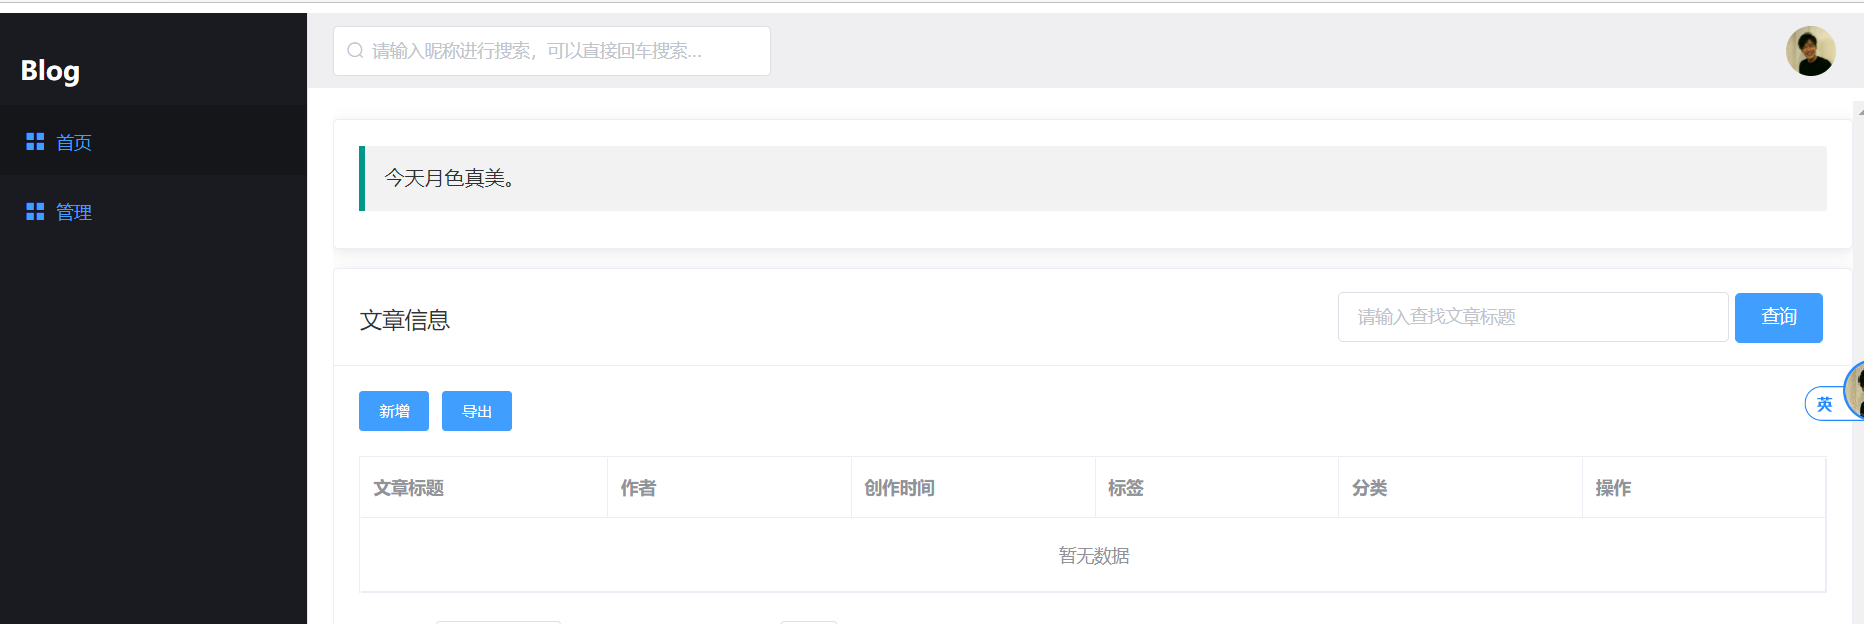 请输入昵称进行搜索，可以直接回车搜索...
Blog
首页
管理
今天月色真美。
文章信息
请输入查找文章标题
查询
新增
导出
英
文章标题 作者 创作时间 标签 分类 操作
暂无数据